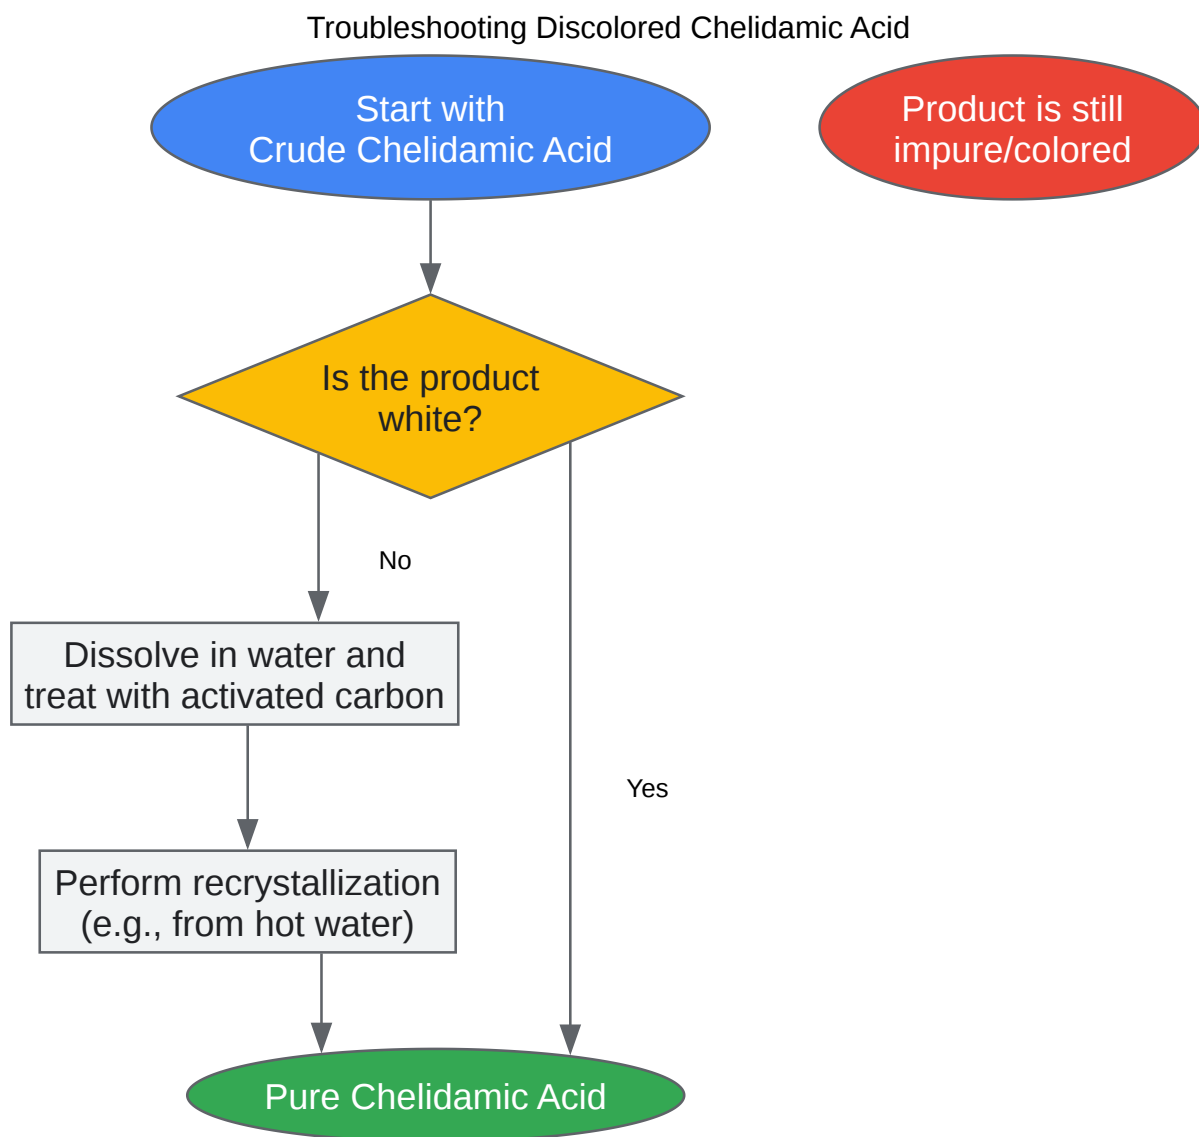 Troubleshooting Discolored Chelidamic Acid
Start with
Crude Chelidamic Acid
Product is still
impure/colored
Is the product
white?
No
Dissolve in water and
treat with activated carbon
Yes
Perform recrystallization
(e.g., from hot water)
Pure Chelidamic Acid